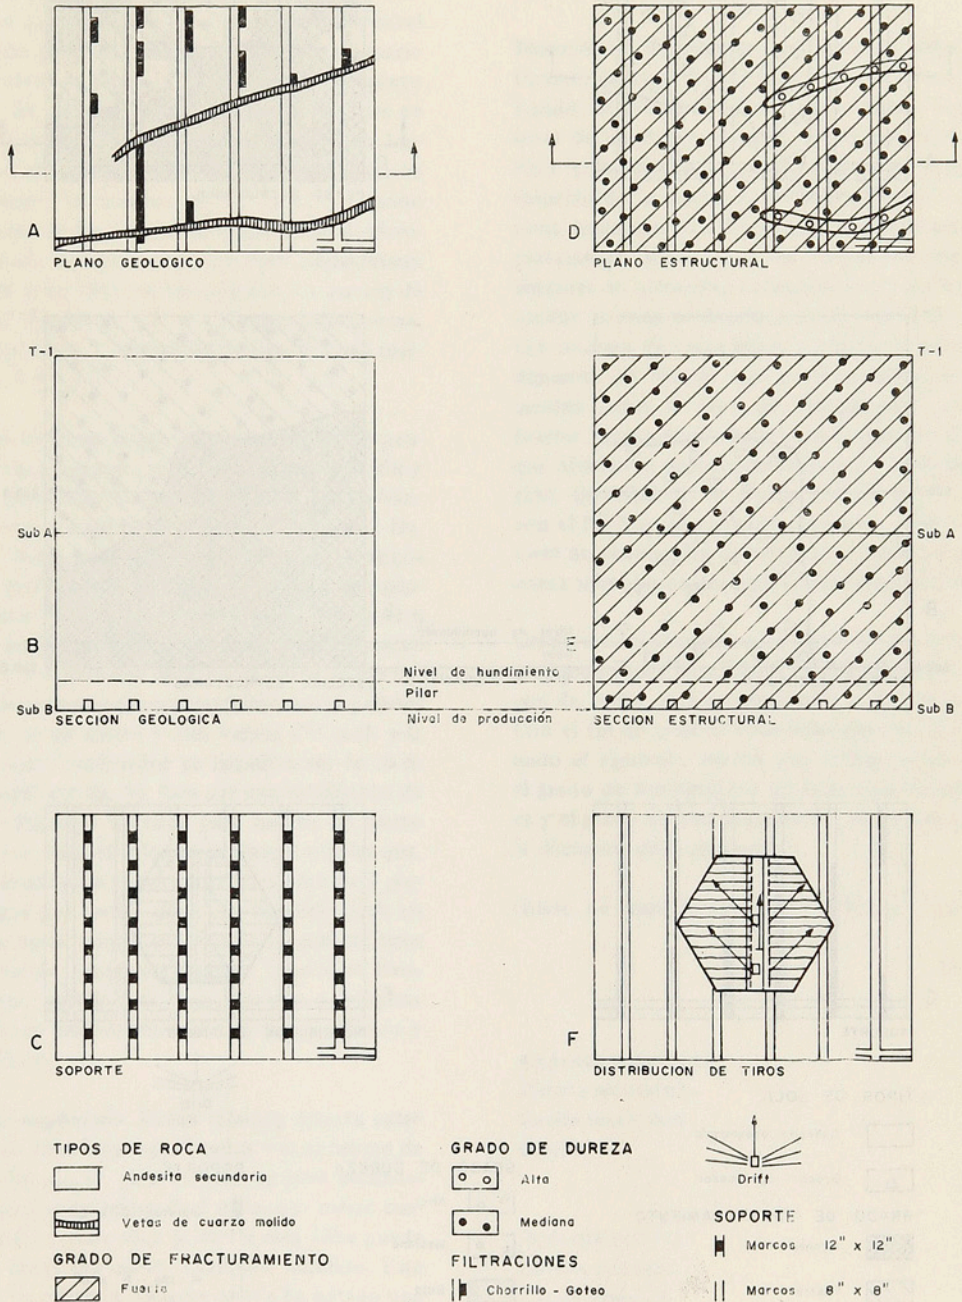 A
PLANO GEOLOGICO
D
PLANO ESTRUCTURAL
T-1
T-1
Sub A
Sub A
B
E
Nivel de hundimiento
Pilar
Sub B
SECCION GEOLOGICA
Nivel de producción
SECCION ESTRUCTURAL
Sub B
C
SOPORTE
F
DISTRIBUCION DE TIROS
TIPOS DE ROCA
Andesita secundaria
Vetas de cuarzo molido
GRADO DE FRACTURAMIENTO
Fuerte
GRADO DE DUREZA
Alta
Mediana
FILTRACIONES
Chorrillo - Goteo
Drift
SOPORTE
Marcos 12" x 12"
Marcos 8" x 8"